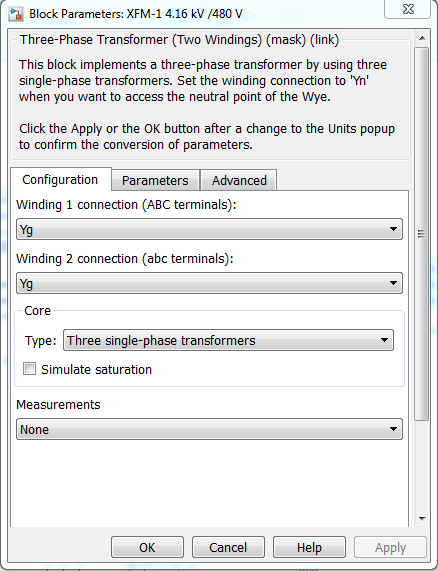 Block Parameters: XFM-1 4.16 kV /480 V
Three-Phase Transformer (Two Windings) (mask) (link)
This block implements a three-phase transformer by using three
single-phase transformers. Set the winding connection to 'Yn'
when you want to access the neutral point of the Wye.
Click the Apply or the OK button after a change to the Units popup
to confirm the conversion of parameters.
Configuration Parameters Advanced
Winding 1 connection (ABC terminals):
Yg
Winding 2 connection (abc terminals):
Yg
Core
Type: Three single-phase transformers
Simulate saturation
Measurements
None
OK Cancel Help Apply